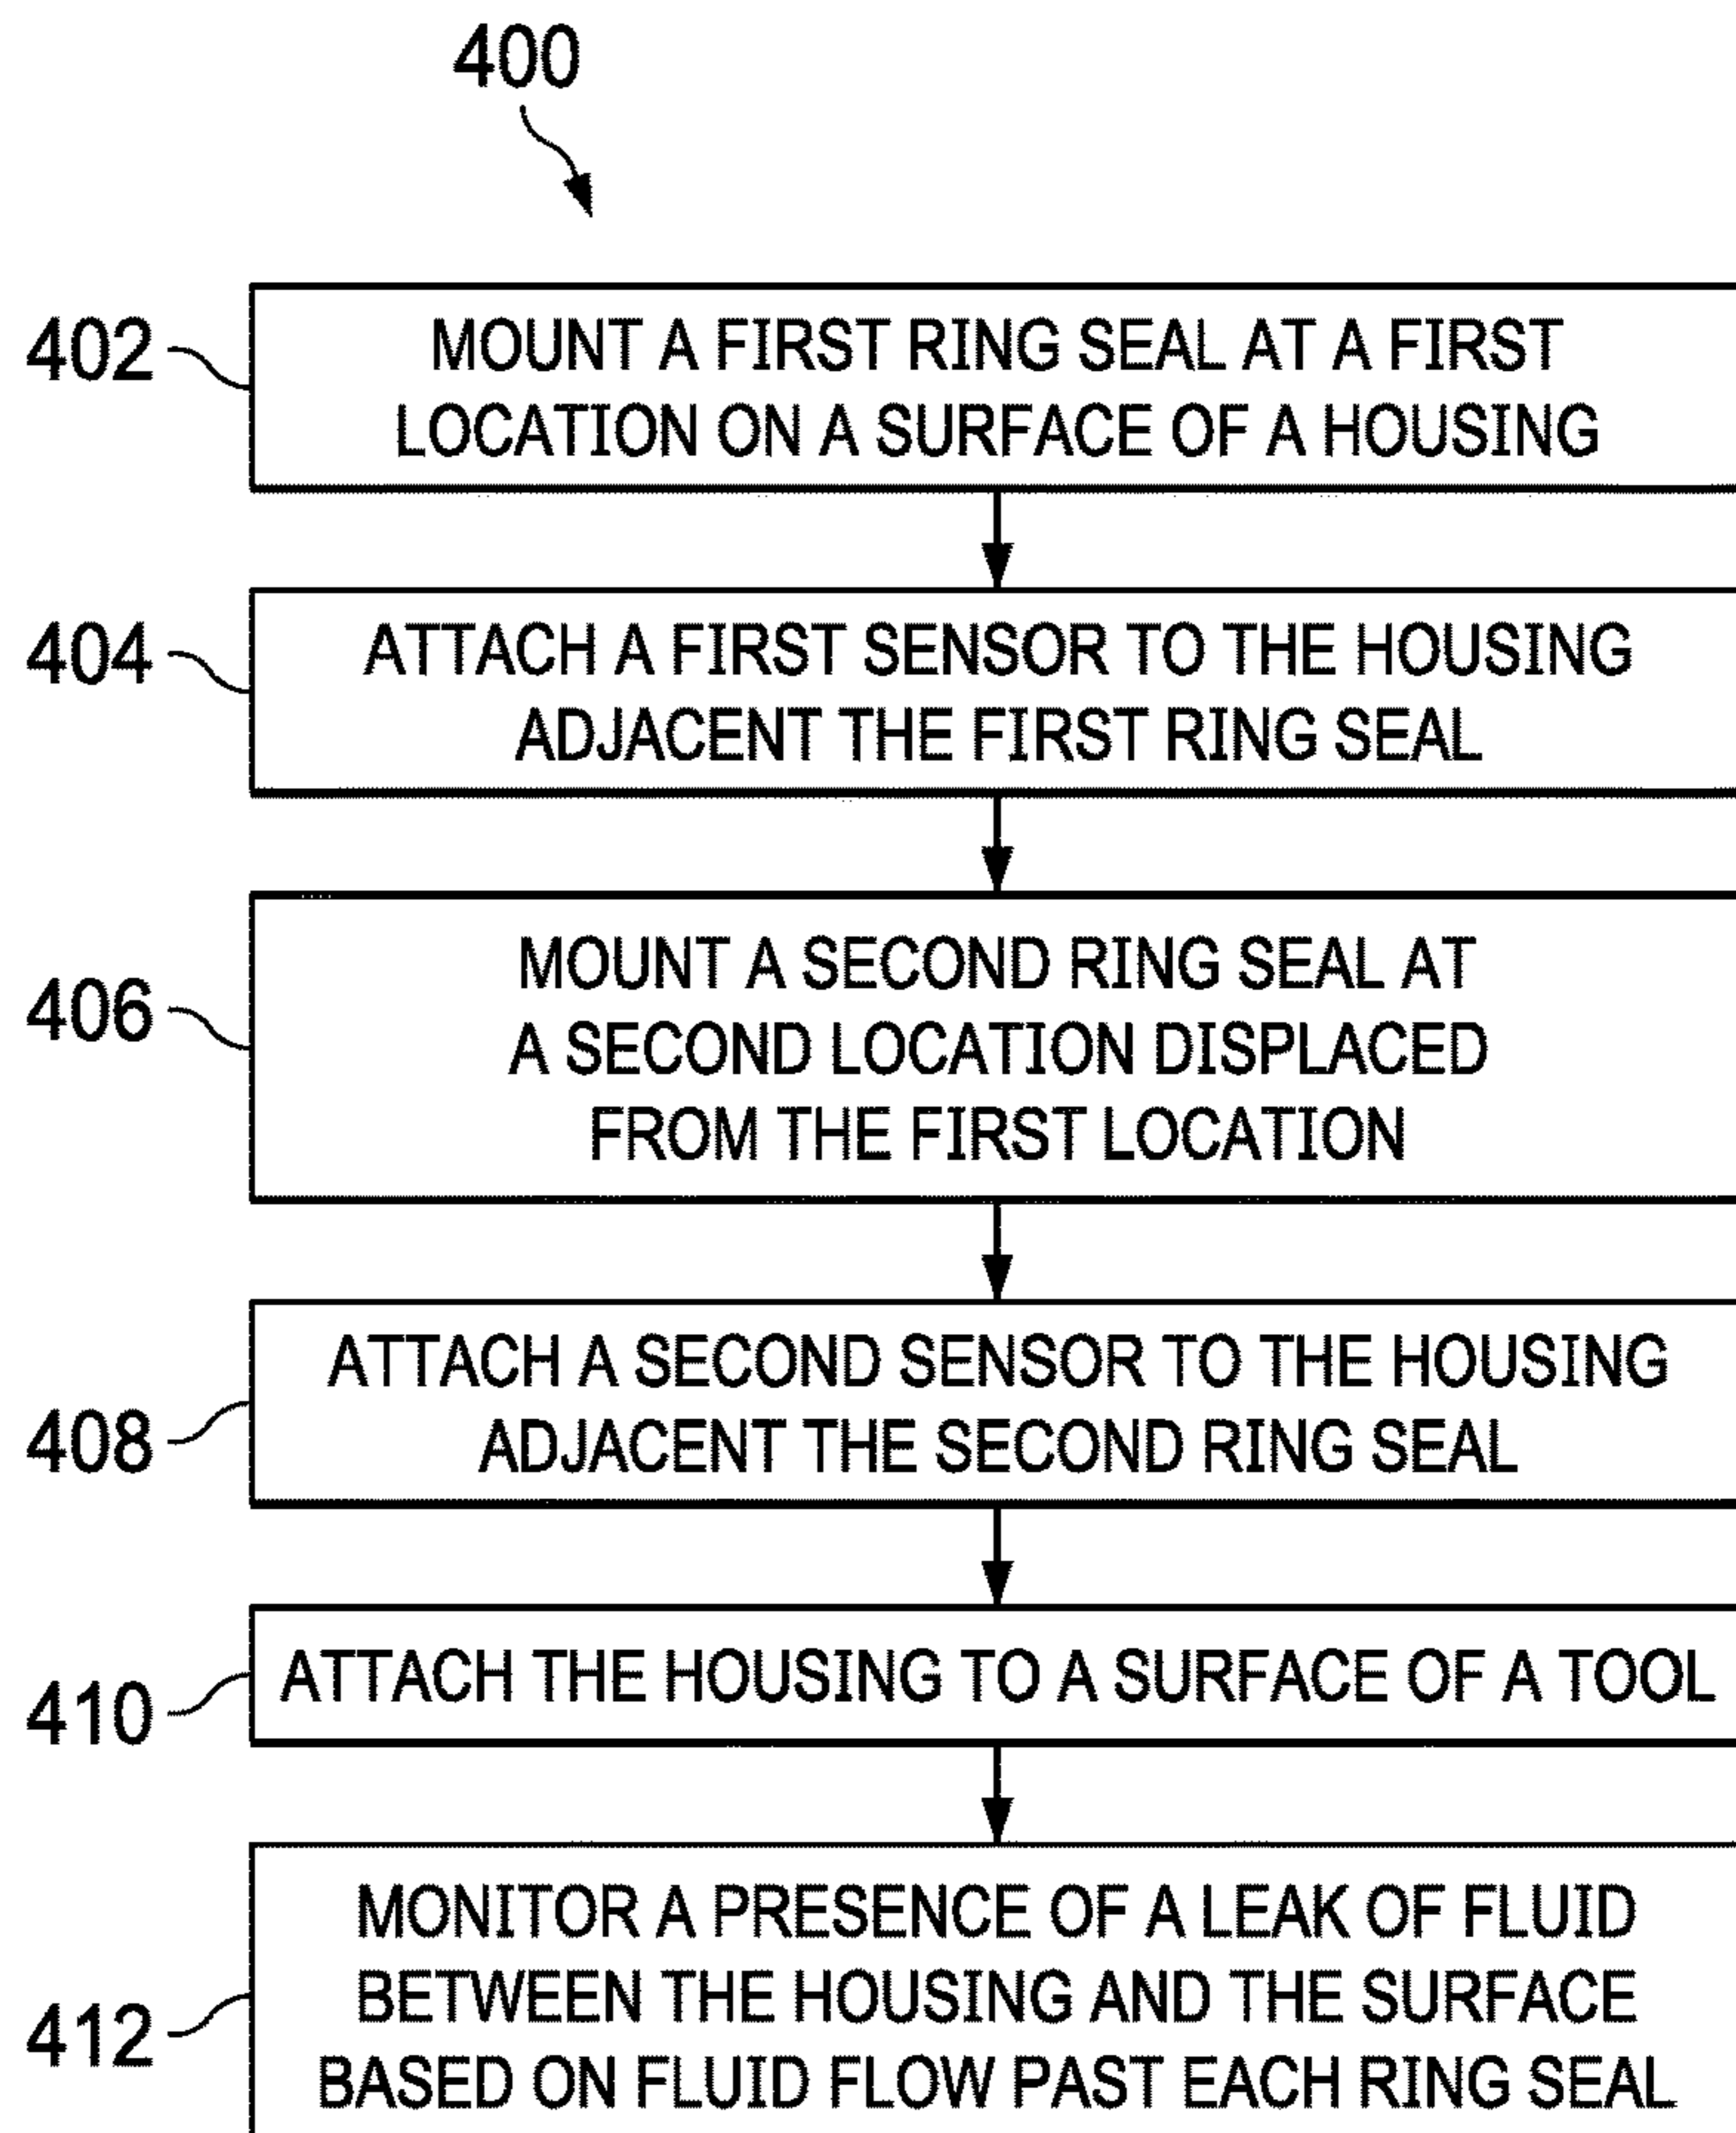 400
402
MOUNT A FIRST RING SEAL AT A FIRST
LOCATION ON A SURFACE OF A HOUSING
404
ATTACH A FIRST SENSOR TO THE HOUSING
ADJACENT THE FIRST RING SEAL
406
MOUNT A SECOND RING SEAL AT
A SECOND LOCATION DISPLACED
FROM THE FIRST LOCATION
408
ATTACH A SECOND SENSOR TO THE HOUSING
ADJACENT THE SECOND RING SEAL
410
ATTACH THE HOUSING TO A SURFACE OF A TOOL
412
MONITOR A PRESENCE OF A LEAK OF FLUID
BETWEEN THE HOUSING AND THE SURFACE
BASED ON FLUID FLOW PAST EACH RING SEAL